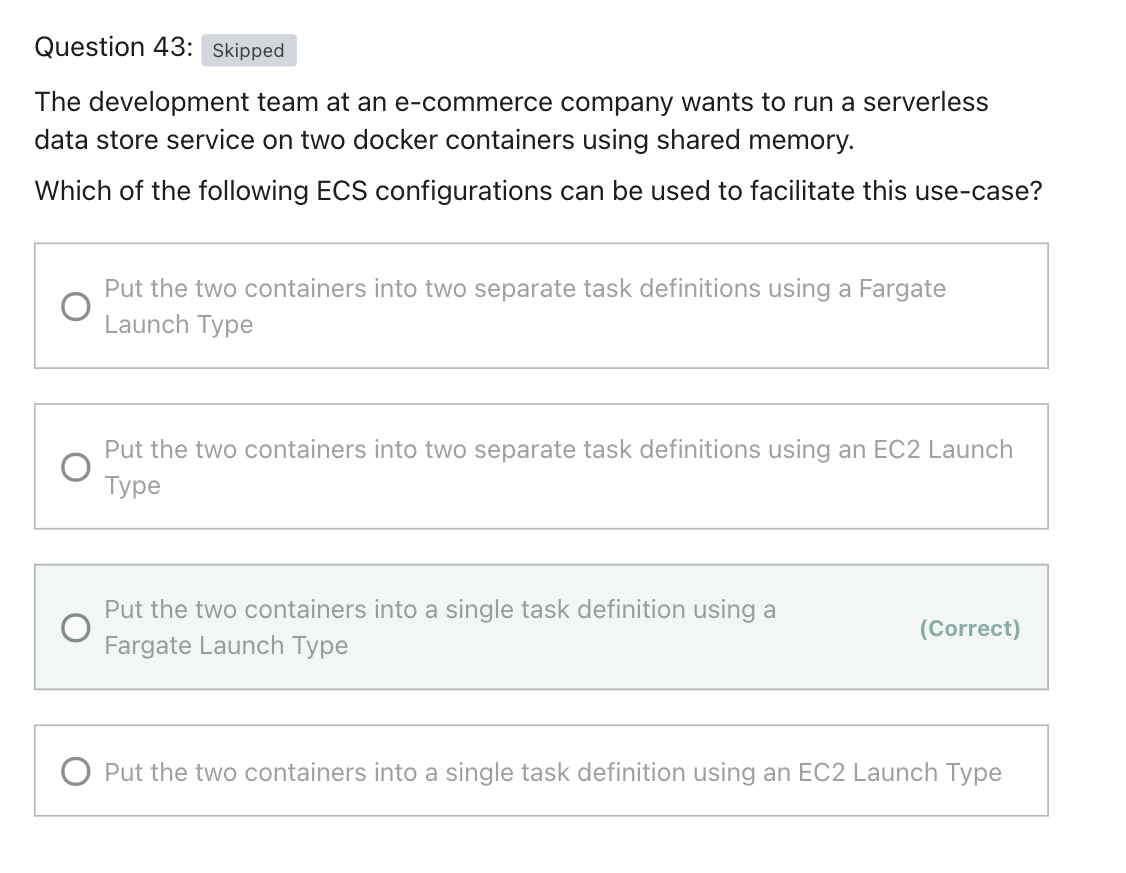 Question 43: Skipped
The development team at an e-commerce company wants to run a serverless
data store service on two docker containers using shared memory.
Which of the following ECS configurations can be used to facilitate this use-case?
Put the two containers into two separate task definitions using a Fargate
Launch Type
Put the two containers into two separate task definitions using an EC2 Launch
Type
Put the two containers into a single task definition using a
Fargate Launch Type
(Correct)
Put the two containers into a single task definition using an EC2 Launch Type